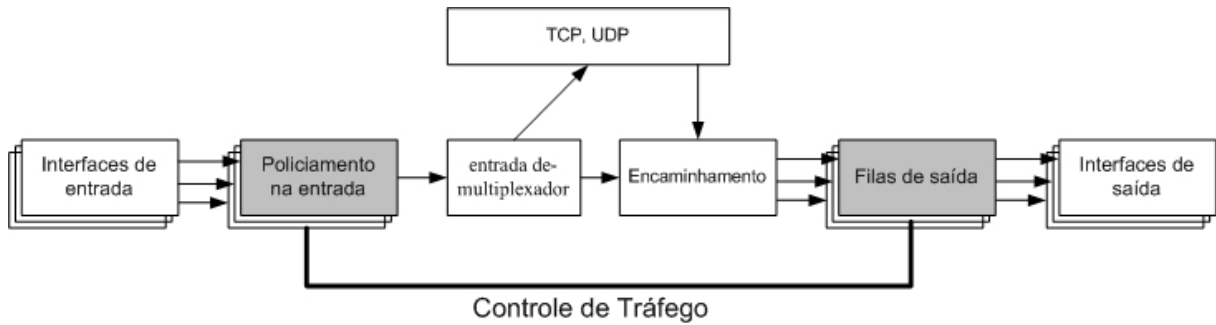 TCP, UDP
Interfaces de
entrada
Policiamento
na entrada
entrada de-
multiplexador
Encaminhamento
Filas de saída
Interfaces de
saída
Controle de Tráfego